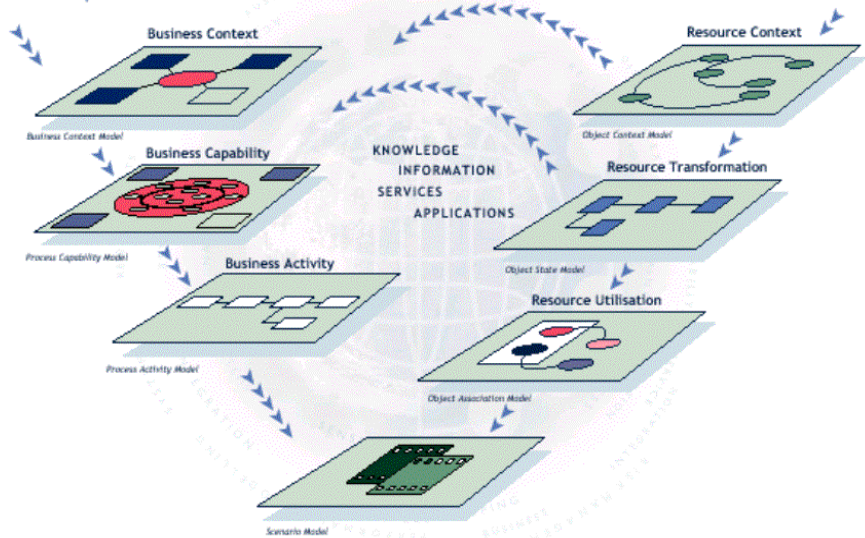 Business Context
Resource Context
Business Context Model
Object Context Model
Business Capability
KNOWLEDGE
INFORMATION
SERVICES
APPLICATIONS
Resource Transformation
Process Capability Model
Object State Model
Business Activity
Resource Utilisation
Process Activity Model
Object Association Model
Scenario Model